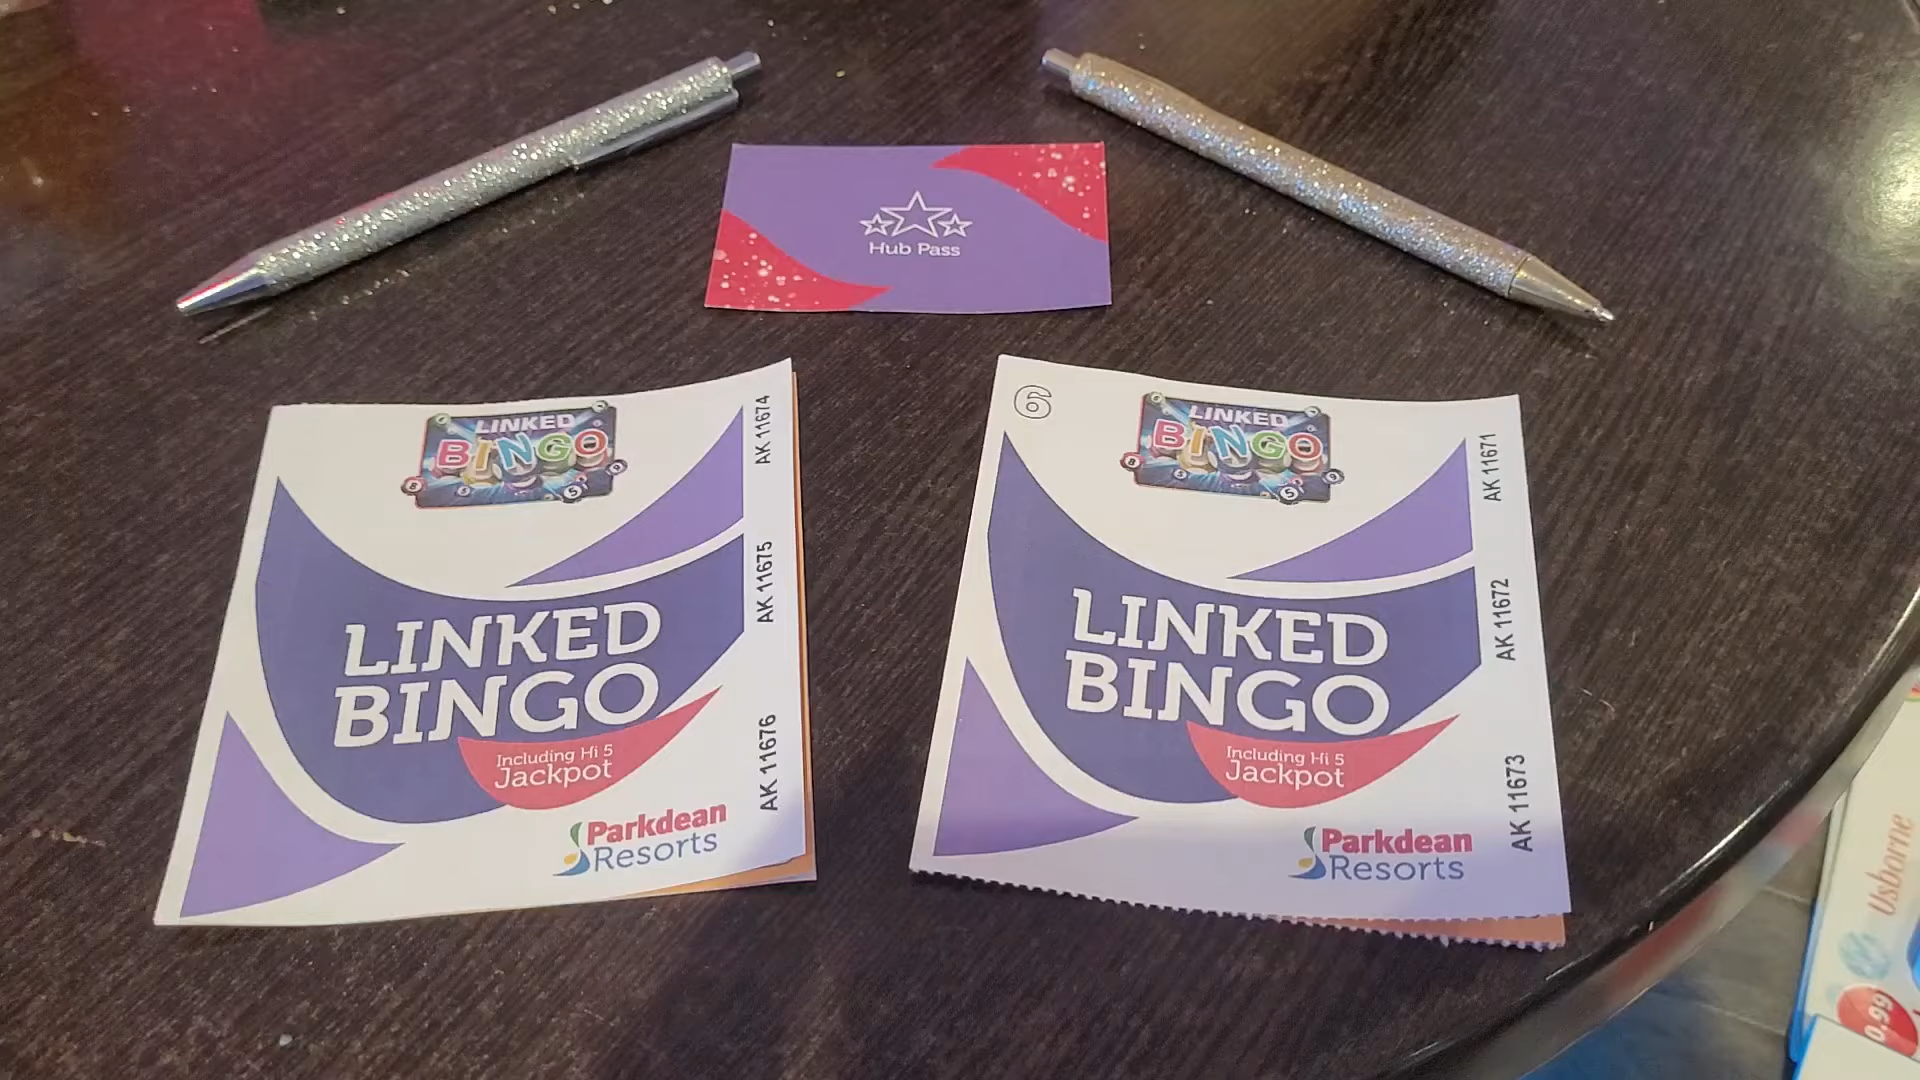 Hub Pass
LINKED
BINGO
AK 11674
AK 11675
AK 11676
LINKED
BINGO
Including Hi 5
Jackpot
Parkdean
Resorts
6
LINKED
BINGO
AK 11671
AK 11672
AK 11673
LINKED
BINGO
Including Hi 5
Jackpot
Parkdean
Resorts
Usborne
0.99